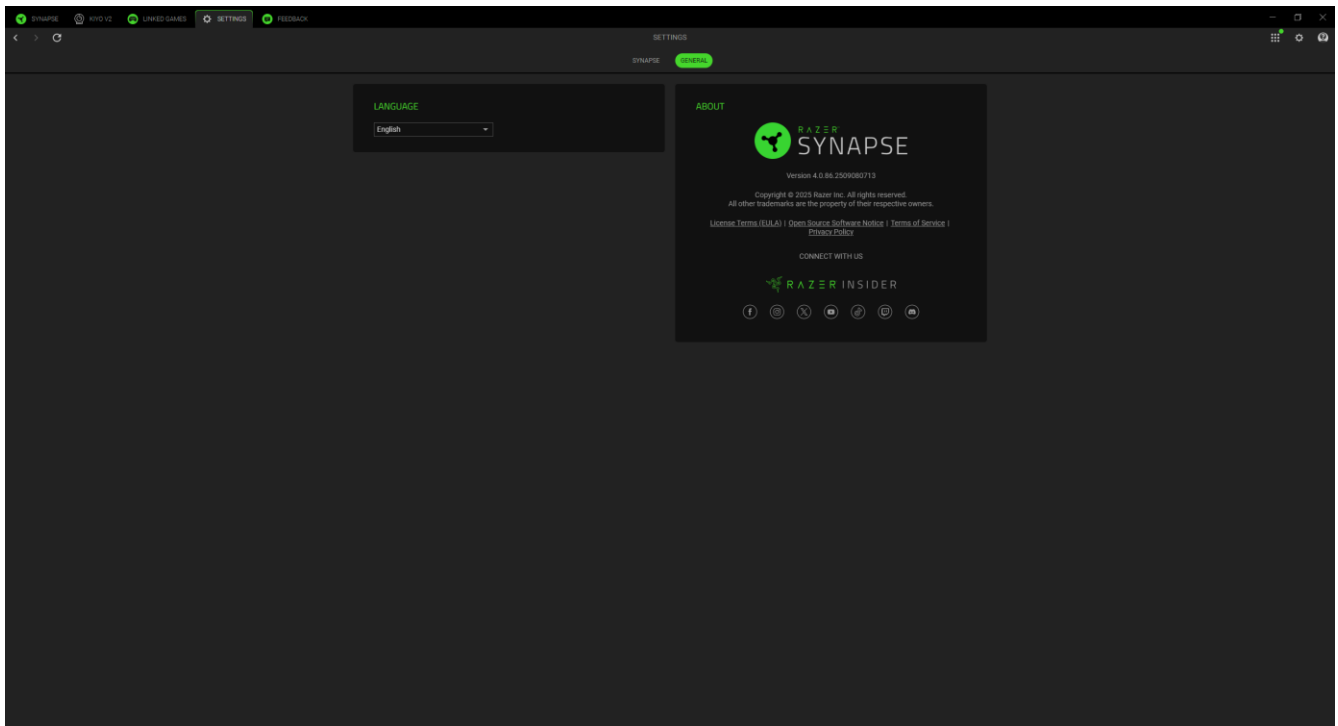 SYNAPSE KIYO V2 LINKED GAMES SETTINGS FEEDBACK
SETTINGS
SYNAPSE GENERAL
LANGUAGE
English
ABOUT
RAZER
SYNAPSE
Version 4.0.86.2509080713
Copyright © 2025 Razer Inc. All rights reserved.
All other trademarks are the property of their respective owners.
License Terms (EULA) | Open Source Software Notice | Terms of Service |
Privacy Policy
CONNECT WITH US
RAZER INSIDER